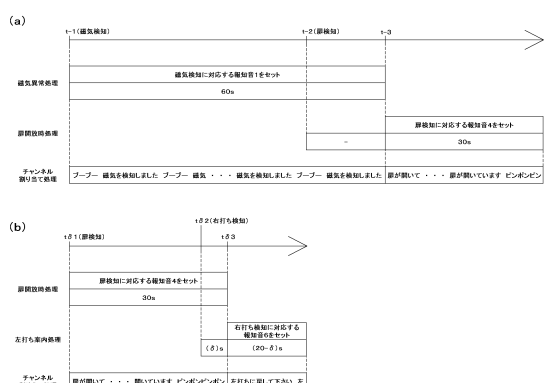 (a)
t-1(磁気検知)
t-2(扉検知)
t-3
磁気異常処理
磁気検知に対応する報知音1をセット
60s
扉開放時処理
扉検知に対応する報知音4をセット
-
30s
チャンネル
割り当て処理
ブーブー 磁気を検知しました ブーブー 磁気 ・・・ 磁気を検知しました ブーブー 磁気を検知しました
扉が開いて ・・・ 扉が開いています ピンポンピン
(b)
tδ2(右打ち検知)
tδ1(扉検知)
tδ3
扉開放時処理
扉検知に対応する報知音4をセット
30s
左打ち案内処理
右打ち検知に対応する
報知音6をセット
(δ)s
(20-δ)s
チャンネル
扉が開いて ・・・ 開いています ピンポンピンポン
左打ちに戻して下さい 左